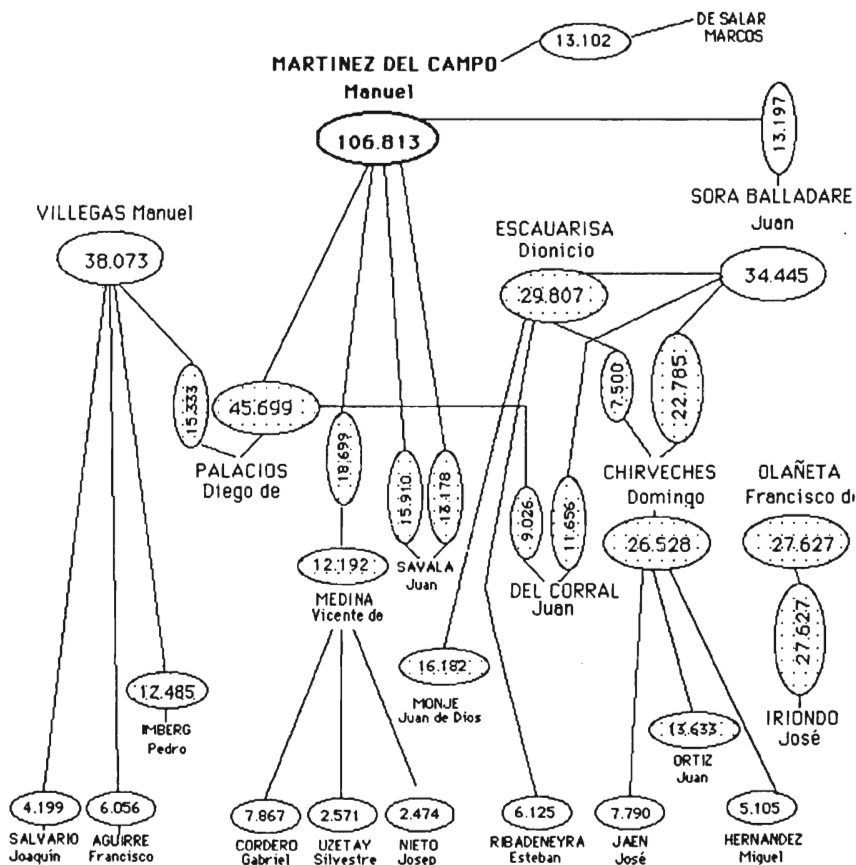 DE SALAR
MARCOS
13.102
MARTINEZ DEL CAMPO
Manuel
106.813
13.197
SORA BALLADARE
Juan
VILLEGAS Manuel
38.073
ESCAUARISA
Dionicio
29.807
34.445
15.333
45.699
PALACIOS
Diego de
18.699
15.910
13.178
SAVALA
Juan
7.500
22.785
CHIRVECHES
Domingo
26.528
OLAÑETA
Francisco d
27.627
27.627
IRIONDO
José
9.026
11.656
DEL CORRAL
Juan
12.192
MEDINA
Vicente de
16.182
MONJE
Juan de Dios
12.485
IMBERG
Pedro
13.633
ORTIZ
Juan
4.199
SALVARIO
Joaquín
6.056
AGUIRRE
Francisco
7.867
CORDERO
Gabriel
2.571
UZETAY
Silvestre
2.474
NIETO
Josep
6.125
RIBADENEYRA
Esteban
7.790
JAEN
José
5.105
HERNANDEZ
Miguel